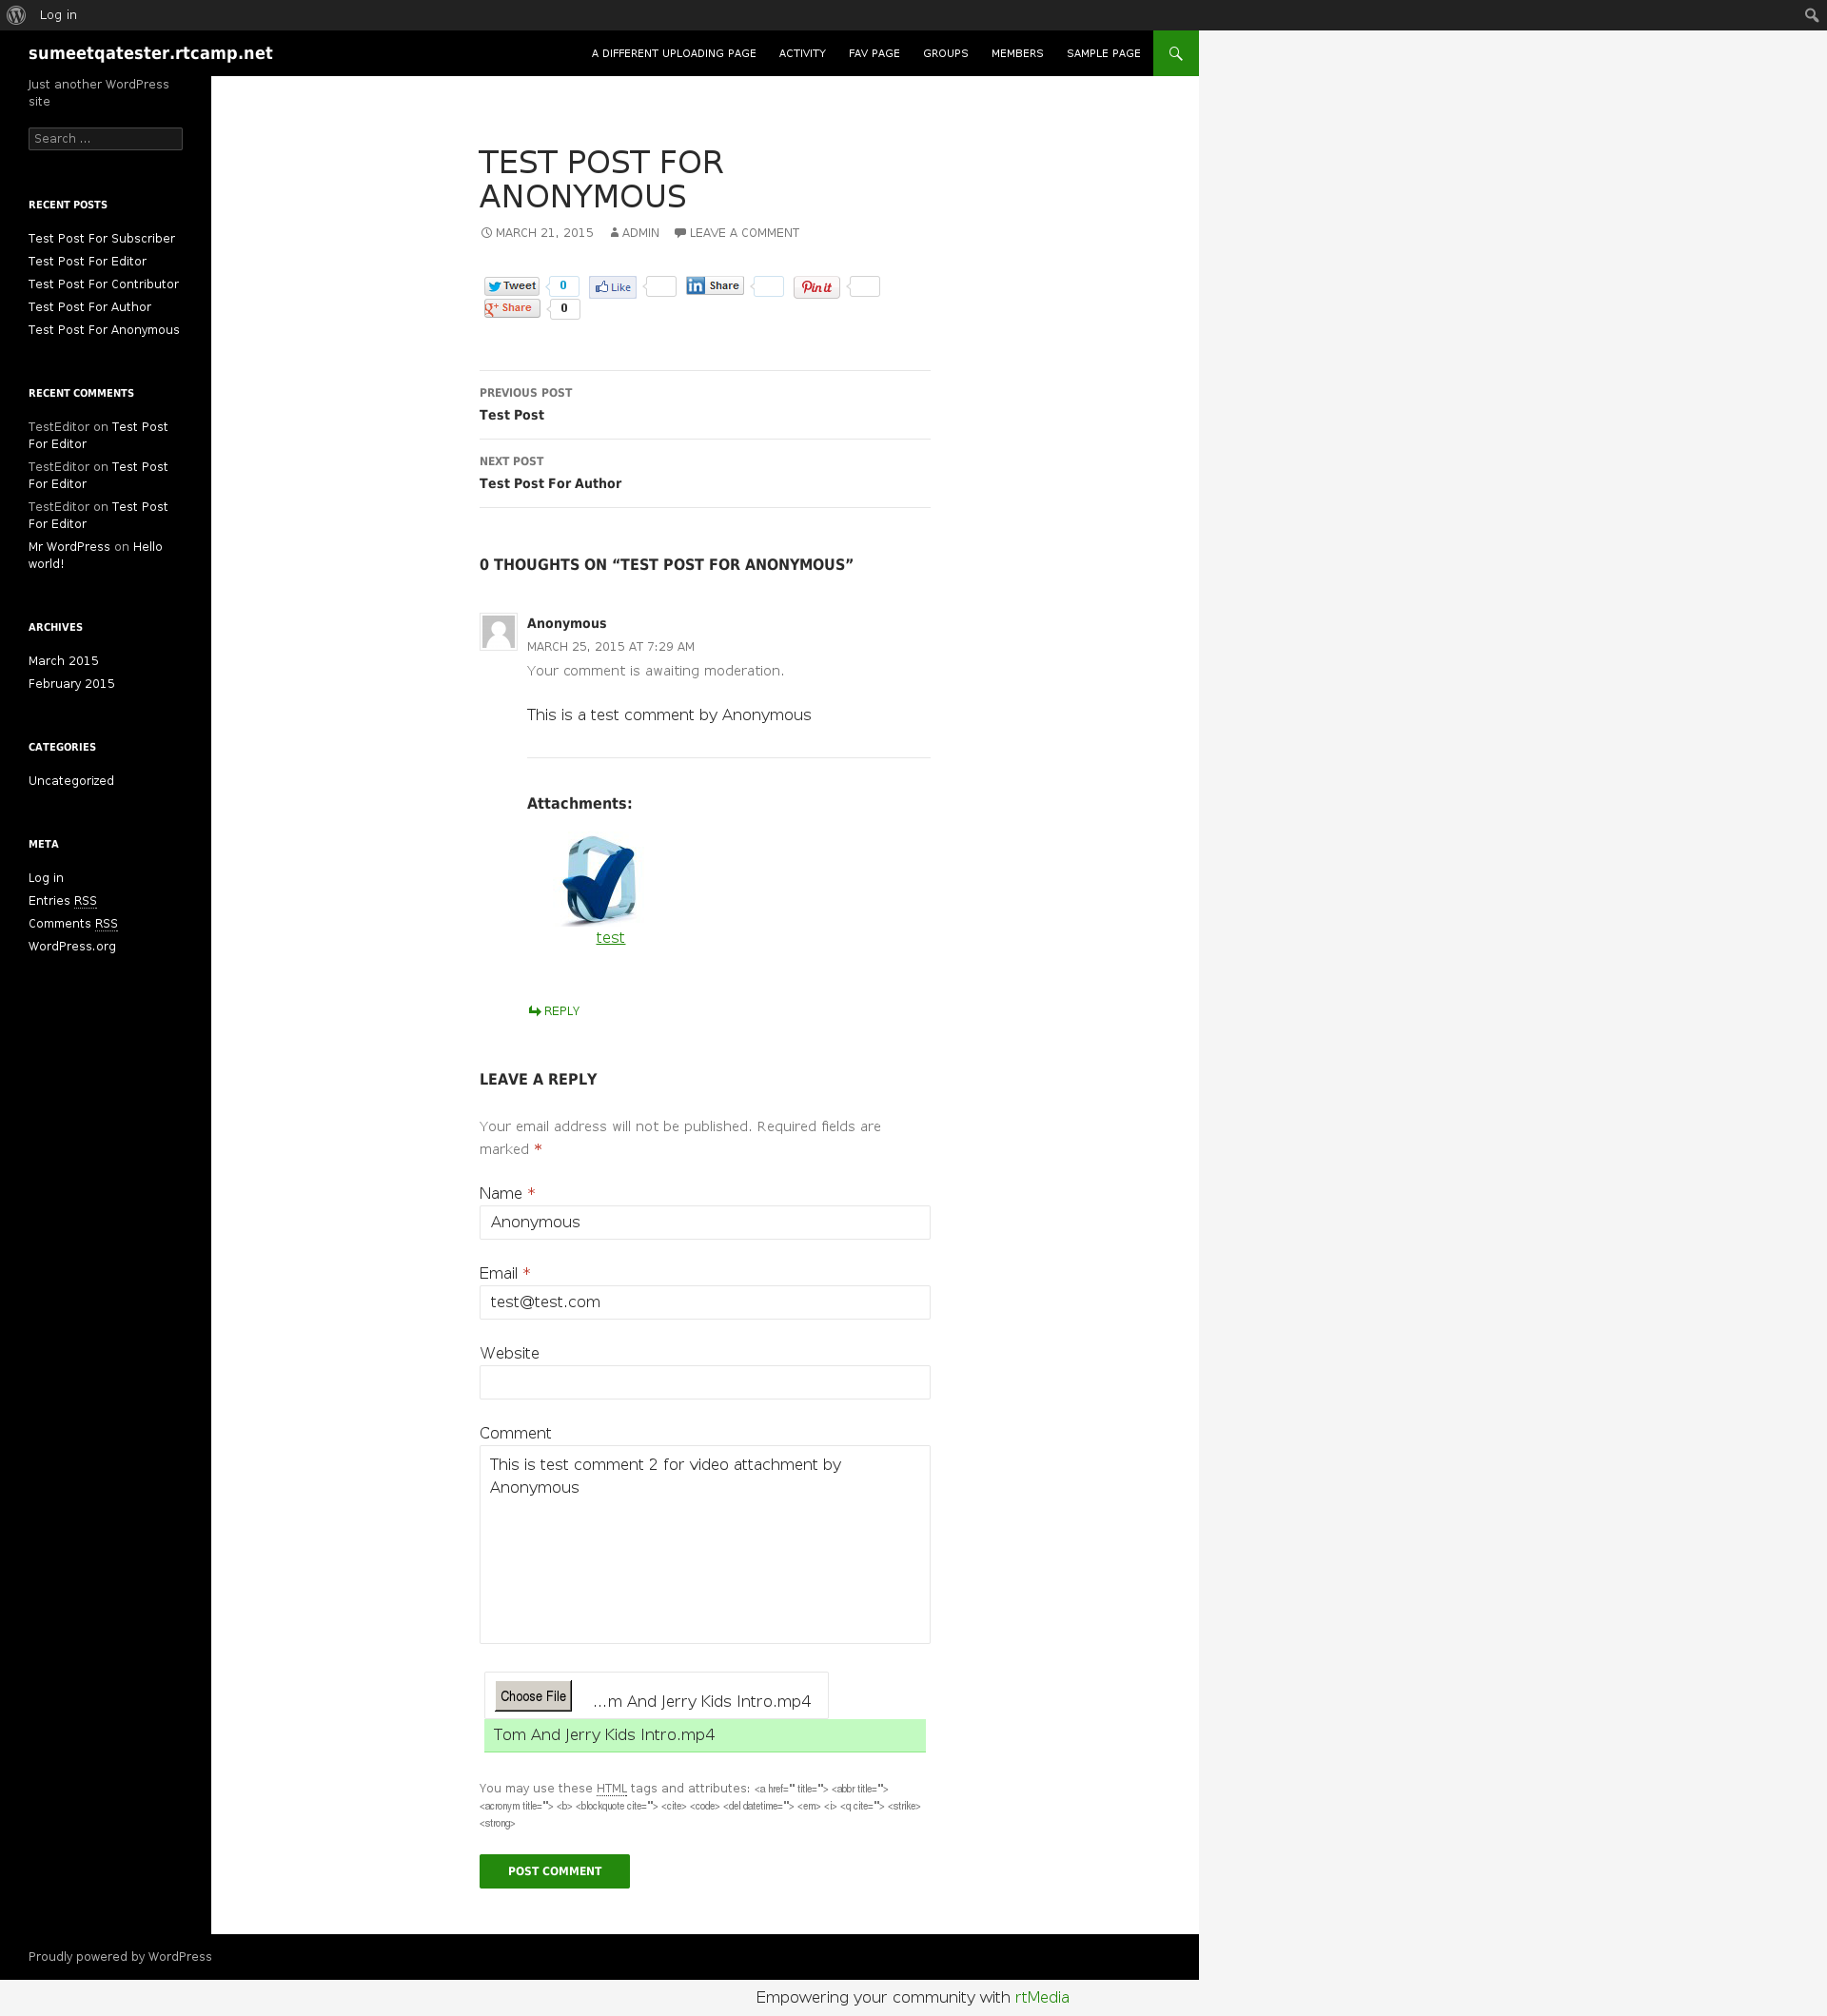 Log in
sumeetqatester.rtcamp.net
A DIFFERENT UPLOADING PAGE
ACTIVITY
FAV PAGE
GROUPS
MEMBERS
SAMPLE PAGE
Just another WordPress
site
Search ...
RECENT POSTS
Test Post For Subscriber
Test Post For Editor
Test Post For Contributor
Test Post For Author
Test Post For Anonymous
RECENT COMMENTS
TestEditor on Test Post
For Editor
TestEditor on Test Post
For Editor
TestEditor on Test Post
For Editor
Mr WordPress on Hello
world!
ARCHIVES
March 2015
February 2015
CATEGORIES
Uncategorized
META
Log in
Entries RSS
Comments RSS
WordPress.org
TEST POST FOR
ANONYMOUS
MARCH 21, 2015 ADMIN LEAVE A COMMENT
Tweet 0 Like in Share Pin it
g+ Share 0
PREVIOUS POST
Test Post
NEXT POST
Test Post For Author
0 THOUGHTS ON “TEST POST FOR ANONYMOUS”
Anonymous
MARCH 25, 2015 AT 7:29 AM
Your comment is awaiting moderation.
This is a test comment by Anonymous
Attachments:
test
REPLY
LEAVE A REPLY
Your email address will not be published. Required fields are
marked *
Name *
Anonymous
Email *
test@test.com
Website
Comment
This is test comment 2 for video attachment by
Anonymous
Choose File ...m And Jerry Kids Intro.mp4
Tom And Jerry Kids Intro.mp4
You may use these HTML tags and attributes: <a href="" title=""> <abbr title="">
<acronym title=""> <b> <blockquote cite=""> <cite> <code> <del datetime=""> <em> <i> <q cite=""> <strike>
<strong>
POST COMMENT
Proudly powered by WordPress
Empowering your community with rtMedia